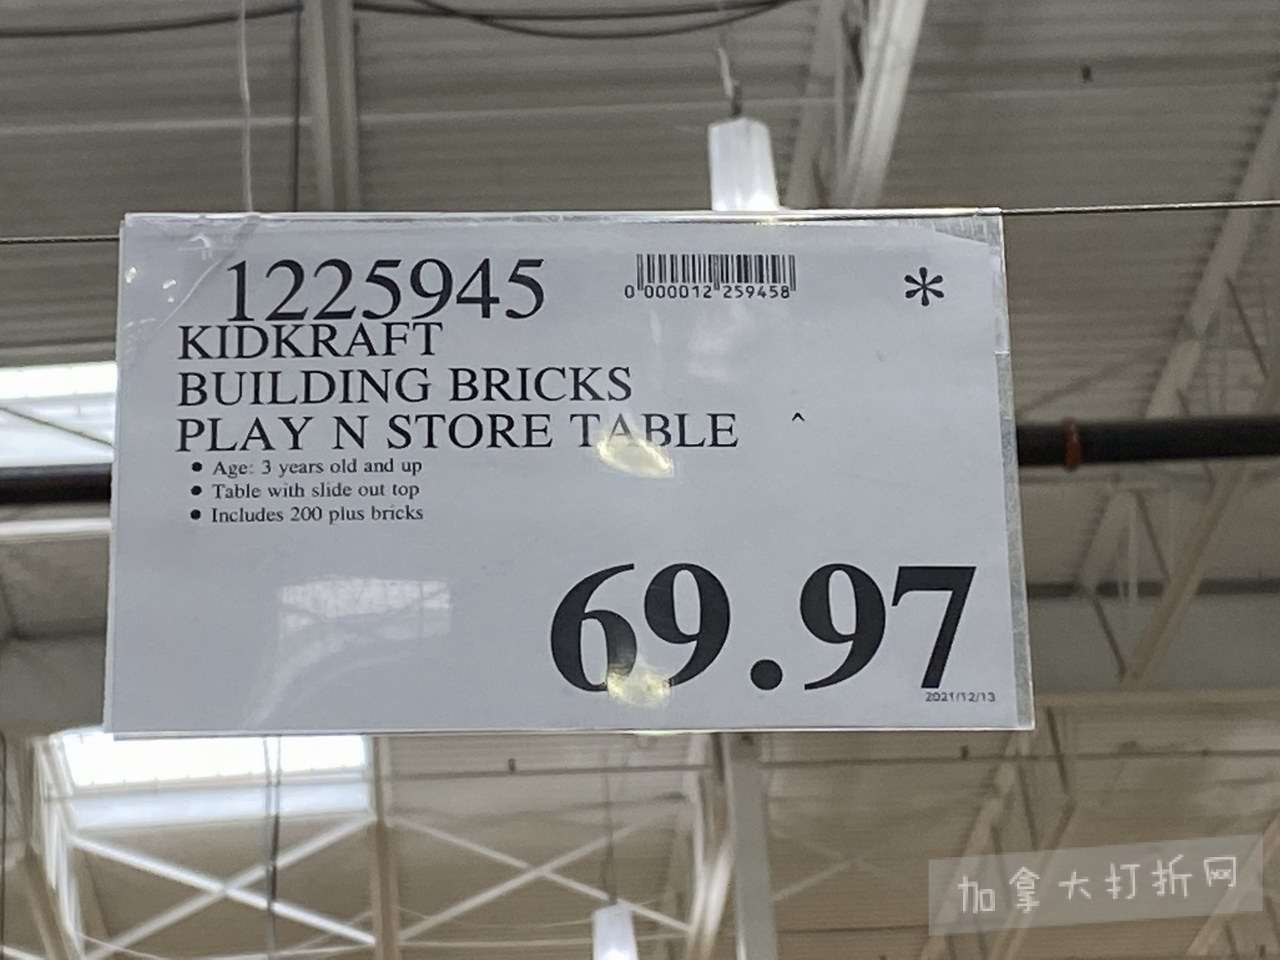 1225945
0 000012 259458
*
KIDKRAFT
BUILDING BRICKS
PLAY N STORE TABLE ^
• Age: 3 years old and up
• Table with slide out top
• Includes 200 plus bricks
69.97
2021/12/13
加拿大打折网